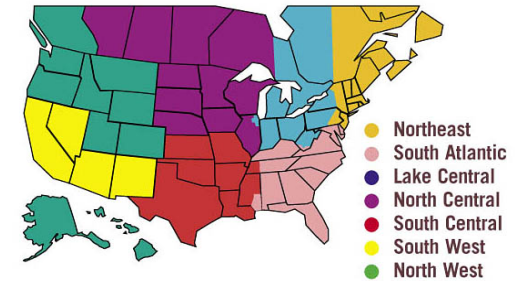 Northeast
South Atlantic
Lake Central
North Central
South Central
South West
North West